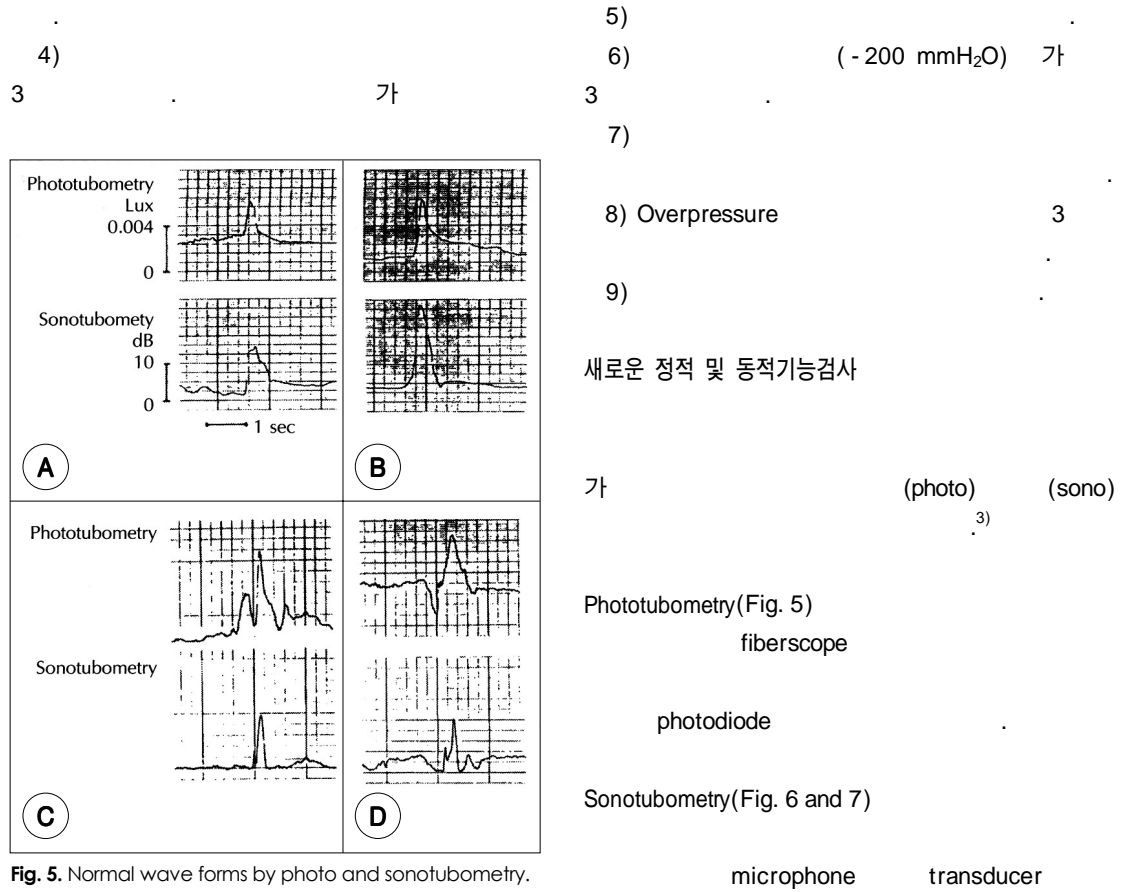 .
4)
3 . 가
Phototubometry
Lux
0.004
0
Sonotubomety
dB
10
0
1 sec
A
B
Phototubometry
Sonotubometry
C
D
Fig. 5. Normal wave forms by photo and sonotubometry.
5) .
6) ( - 200 mmH₂O) 가
3 .
7)
.
8) Overpressure 3
.
9) .
새로운 정적 및 동적기능검사
가 (photo) (sono)
. 3)
Phototubometry(Fig. 5)
fiberscope
photodiode .
Sonotubometry(Fig. 6 and 7)
microphone transducer